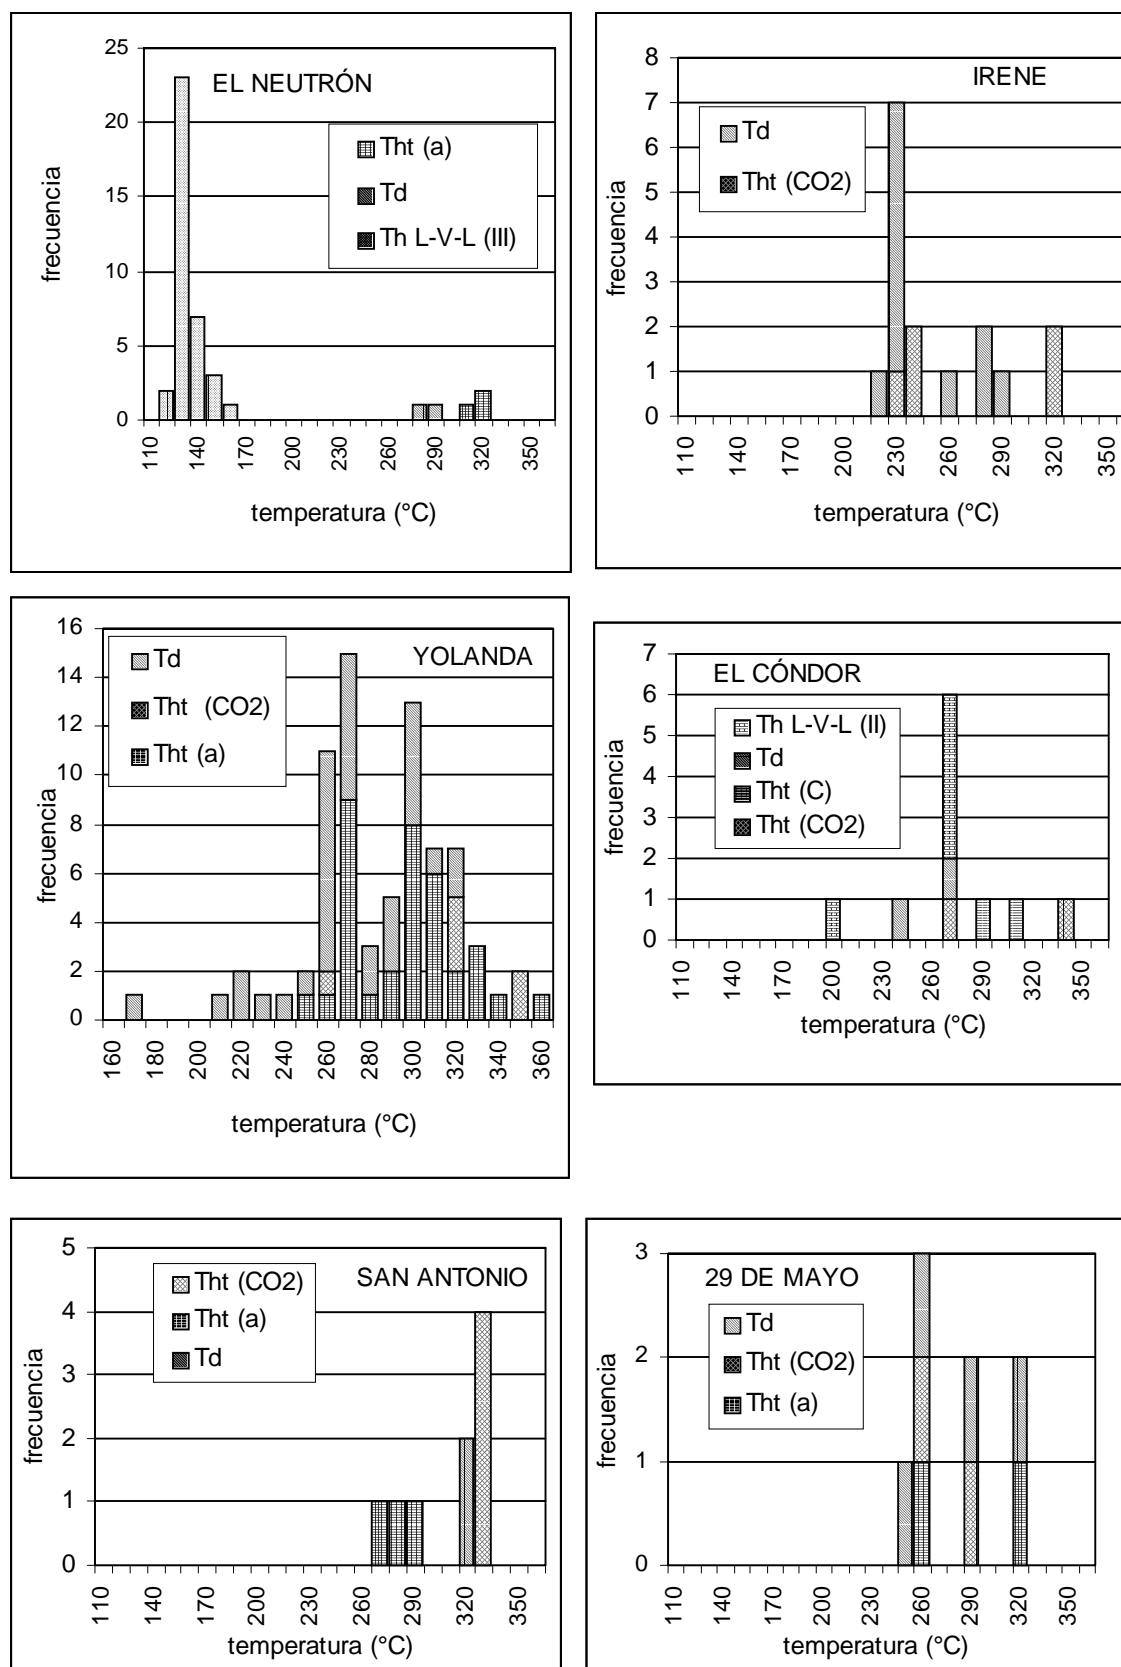 EL NEUTRÓN
25
20
15
10
5
0
frecuencia
Tht (a)
Td
Th L-V-L (III)
110 140 170 200 230 260 290 320 350
temperatura (°C)
IRENE
8
7
6
5
4
3
2
1
0
frecuencia
Td
Tht (CO2)
110 140 170 200 230 260 290 320 350
temperatura (°C)
YOLANDA
16
14
12
10
8
6
4
2
0
frecuencia
Td
Tht (CO2)
Tht (a)
160 180 200 220 240 260 280 300 320 340 360
temperatura (°C)
EL CÓNDOR
7
6
5
4
3
2
1
0
frecuencia
Th L-V-L (II)
Td
Tht (C)
Tht (CO2)
110 140 170 200 230 260 290 320 350
temperatura (°C)
SAN ANTONIO
5
4
3
2
1
0
frecuencia
Tht (CO2)
Tht (a)
Td
110 140 170 200 230 260 290 320 350
temperatura (°C)
29 DE MAYO
3
2
1
0
frecuencia
Td
Tht (CO2)
Tht (a)
110 140 170 200 230 260 290 320 350
temperatura (°C)